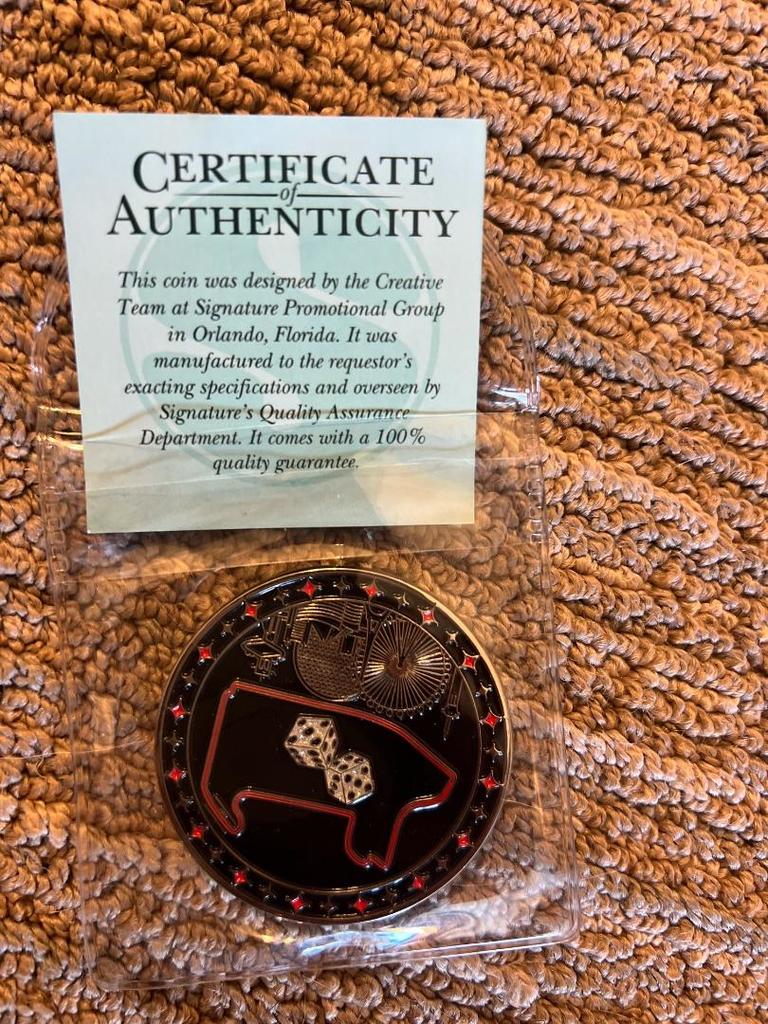 CERTIFICATE
of
AUTHENTICITY
This coin was designed by the Creative
Team at Signature Promotional Group
in Orlando, Florida. It was
manufactured to the requestor's
exacting specifications and overseen by
Signature's Quality Assurance
Department. It comes with a 100%
quality guarantee.